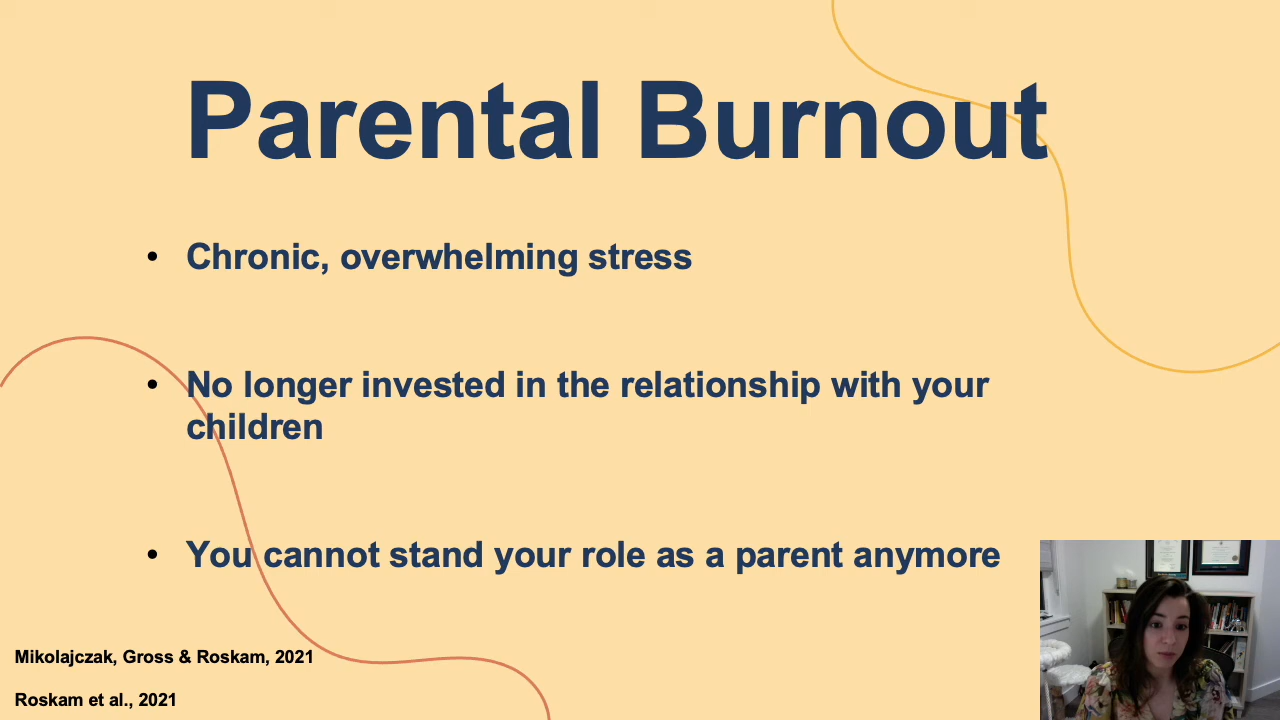 Parental Burnout
• Chronic, overwhelming stress
• No longer invested in the relationship with your
children
• You cannot stand your role as a parent anymore
Mikolajczak, Gross & Roskam, 2021
Roskam et al., 2021